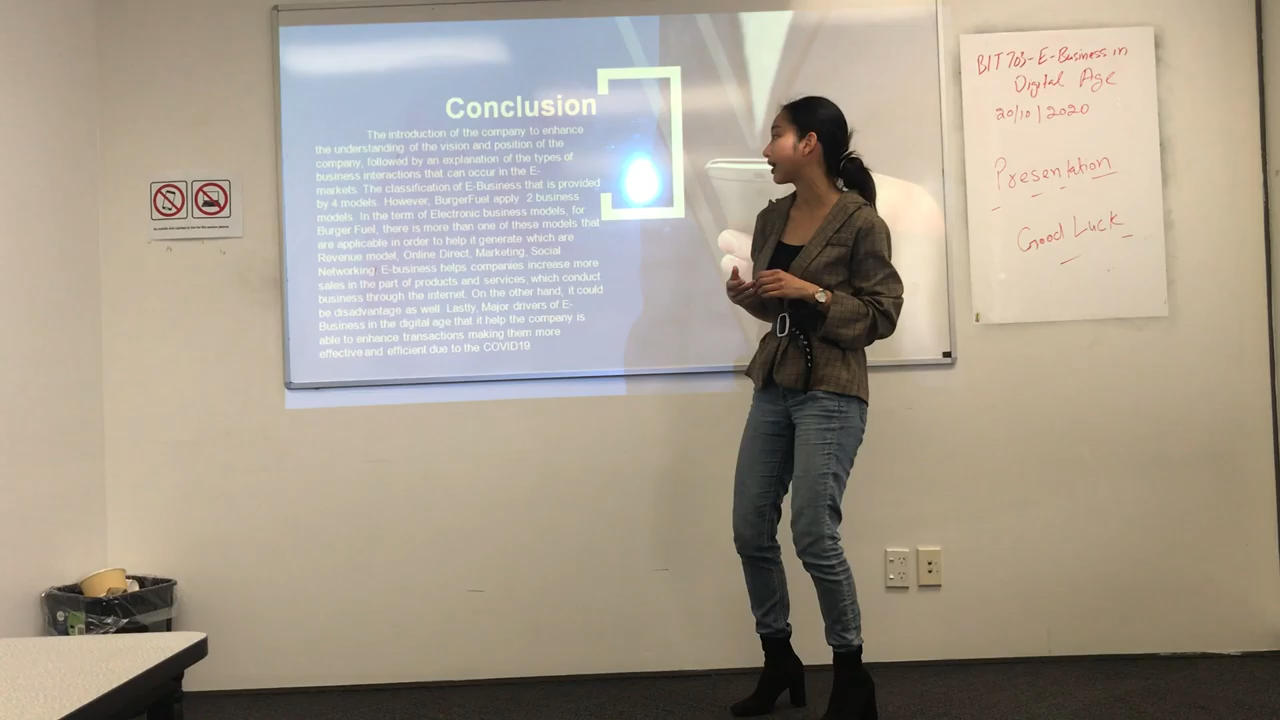 Conclusion
The introduction of the company to enhance
the understanding of the vision and position of the
company, followed by an explanation of the types of
business interactions that can occur in the E-
markets. The classification of E-Business that is provided
by 4 models. However, BurgerFuel apply 2 business
models. In the term of Electronic business models, for
Burger Fuel, there is more than one of these models that
are applicable in order to help it generate which are
Revenue model, Online Direct, Marketing, Social
Networking. E-business helps companies increase more
sales in the part of products and services, which conduct
business through the internet. On the other hand, it could
be disadvantage as well. Lastly, Major drivers of E-
Business in the digital age that it help the company is
able to enhance transactions making them more
effective and efficient due to the COVID19
BIT 703 - E-Business in
Digital Age
20/10/2020
Presentation
Good Luck